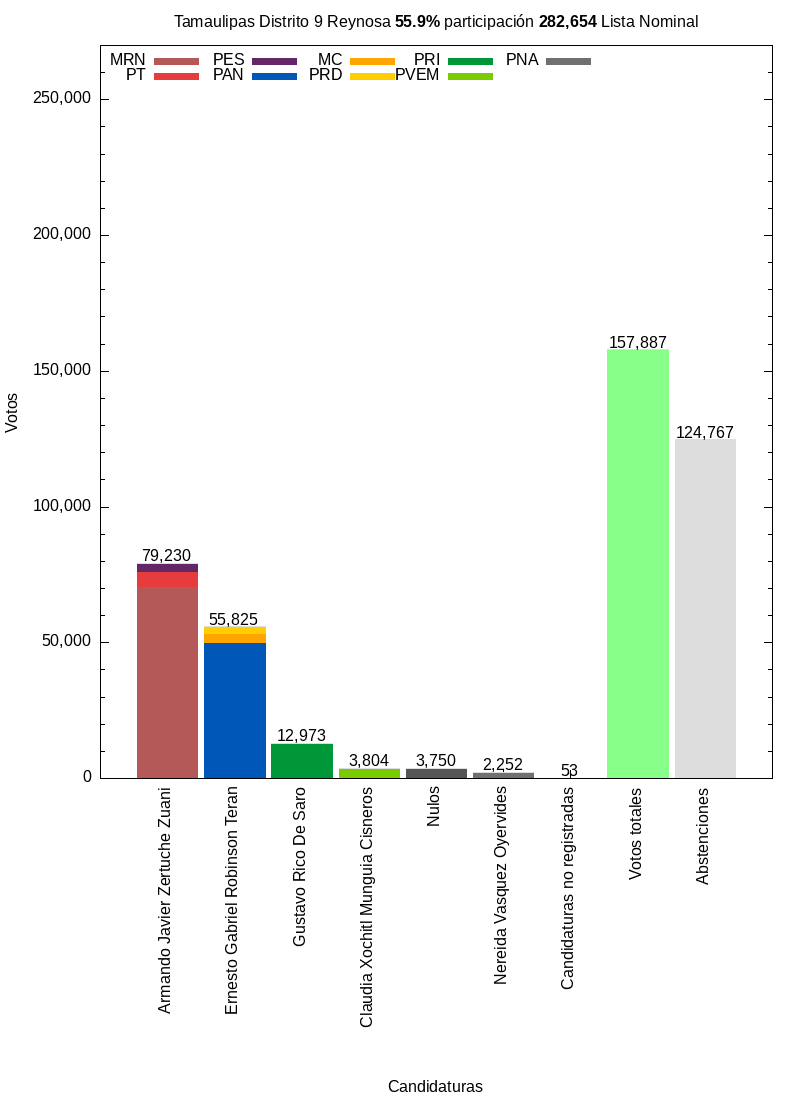 Tamaulipas Distrito 9 Reynosa 55.9% participación 282,654 Lista Nominal
MRN PES MC PRI PNA
PT PAN PRD PVEM
250,000
200,000
150,000
100,000
50,000
0
Votos
79,230
55,825
12,973
3,804
3,750
2,252
53
157,887
124,767
Armando Javier Zertuche Zuani
Ernesto Gabriel Robinson Teran
Gustavo Rico De Saro
Claudia Xochitl Munguia Cisneros
Nulos
Nereida Vasquez Oyervides
Candidaturas no registradas
Votos totales
Abstenciones
Candidaturas